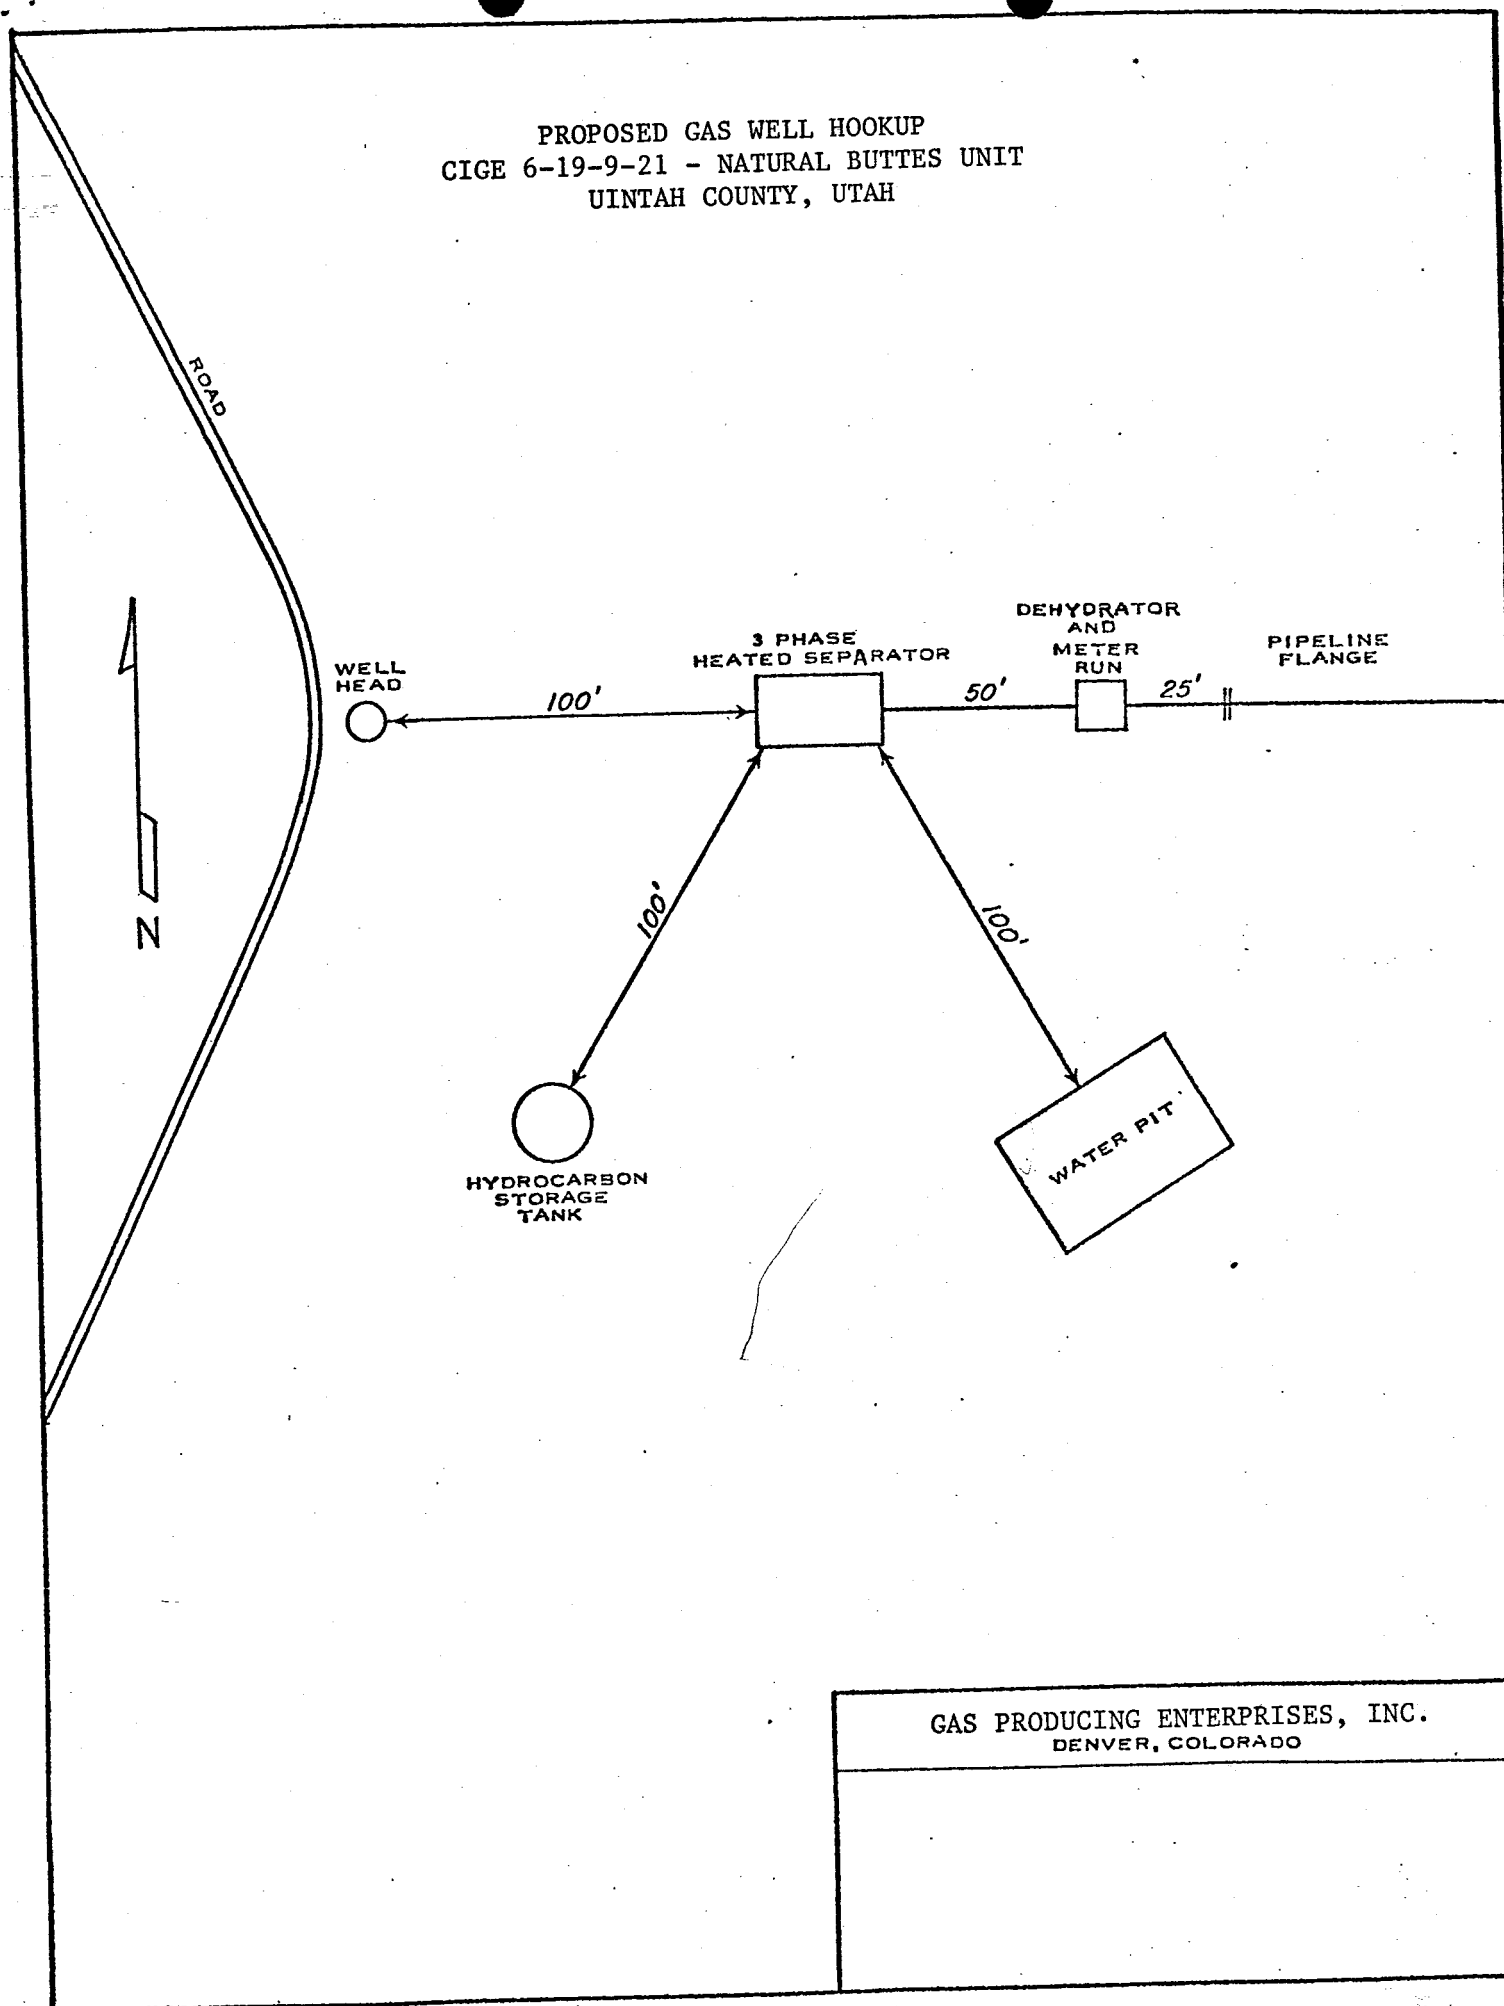 PROPOSED GAS WELL HOOKUP
CIGE 6-19-9-21 - NATURAL BUTTES UNIT
UINTAH COUNTY, UTAH
ROAD
WELL
HEAD
100'
3 PHASE
HEATED SEPARATOR
50'
DEHYDRATOR
AND
METER
RUN
25'
PIPELINE
FLANGE
N
100'
100'
HYDROCARBON
STORAGE
TANK
WATER PIT
GAS PRODUCING ENTERPRISES, INC.
DENVER, COLORADO